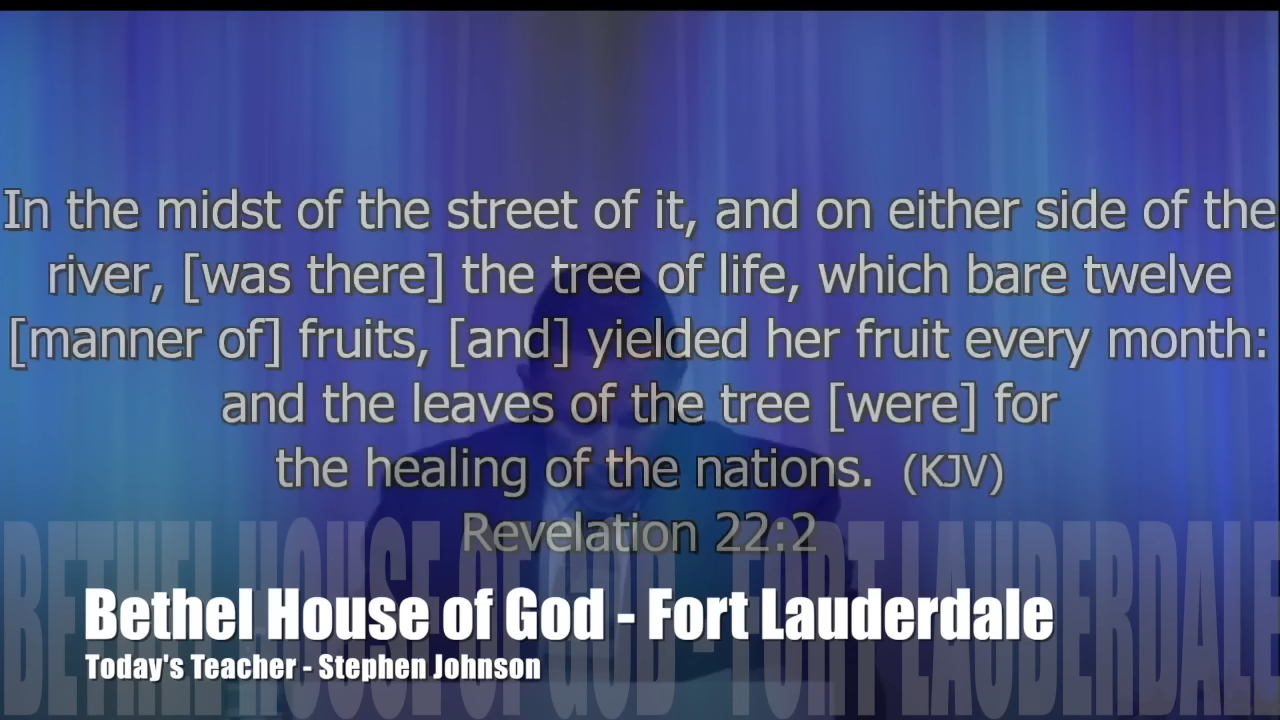 In the midst of the street of it, and on either side of the
river, [was there] the tree of life, which bare twelve
[manner of] fruits, [and] yielded her fruit every month:
and the leaves of the tree [were] for
the healing of the nations. (KJV)
Revelation 22:2
BETHEL HOUSE OF GOD - FORT LAUDERDALE
Bethel House of God - Fort Lauderdale
Today's Teacher - Stephen Johnson